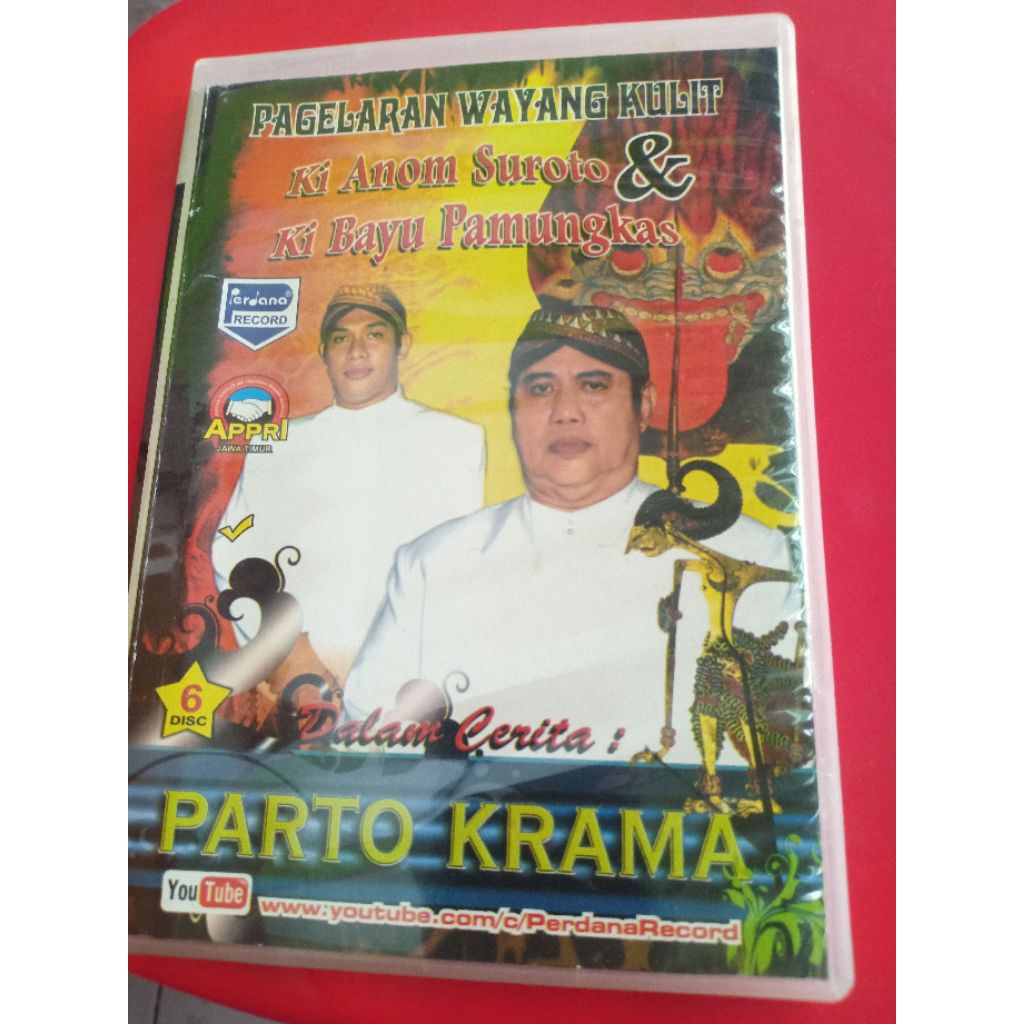 PAGELARAN WAYANG KULIT
Ki Anom Suroto &
Ki Bayu Pamungkas
Perdana®
RECORD
APPRI
JAWA TIMUR
6
DISC
Dalam Cerita :
PARTO KRAMA
YouTube
www.youtube.com/c/PerdanaRecord